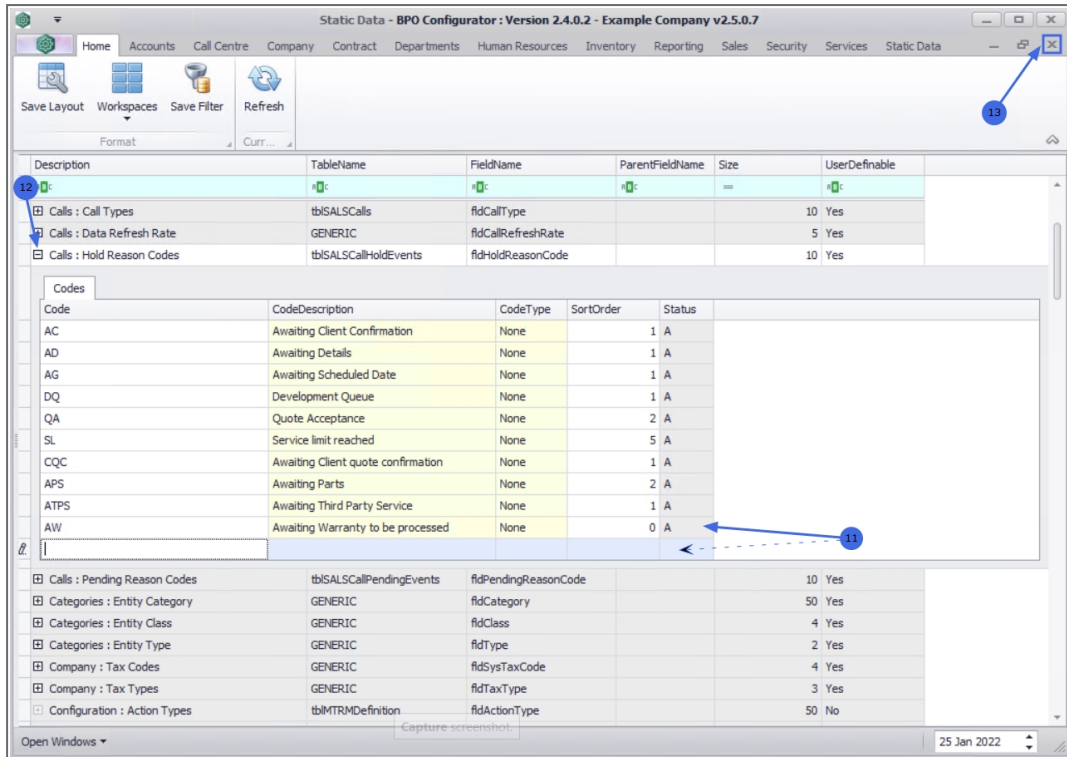 Static Data - BPO Configurator : Version 2.4.0.2 - Example Company v2.5.0.7
Home Accounts Call Centre Company Contract Departments Human Resources Inventory Reporting Sales Security Services Static Data
13
Save Layout Workspaces Save Filter Refresh
Format Curr...
Description TableName FieldName ParentFieldName Size UserDefinable
12 ABC ABC ABC ABC = ABC
Calls : Call Types tblSALSCalls fldCallType 10 Yes
Calls : Data Refresh Rate GENERIC fldCallRefreshRate 5 Yes
Calls : Hold Reason Codes tblSALSCallHoldEvents fldHoldReasonCode 10 Yes
Codes
Code CodeDescription CodeType SortOrder Status
AC Awaiting Client Confirmation None 1 A
AD Awaiting Details None 1 A
AG Awaiting Scheduled Date None 1 A
DQ Development Queue None 1 A
QA Quote Acceptance None 2 A
SL Service limit reached None 5 A
CQC Awaiting Client quote confirmation None 1 A
APS Awaiting Parts None 2 A
ATPS Awaiting Third Party Service None 1 A
AW Awaiting Warranty to be processed None 0 A
11
Calls : Pending Reason Codes tblSALSCallPendingEvents fldPendingReasonCode 10 Yes
Categories : Entity Category GENERIC fldCategory 50 Yes
Categories : Entity Class GENERIC fldClass 4 Yes
Categories : Entity Type GENERIC fldType 2 Yes
Company : Tax Codes GENERIC fldSysTaxCode 4 Yes
Company : Tax Types GENERIC fldTaxType 3 Yes
Configuration : Action Types tblMTRMDefinition fldActionType 50 No
Capture screenshot.
Open Windows 25 Jan 2022